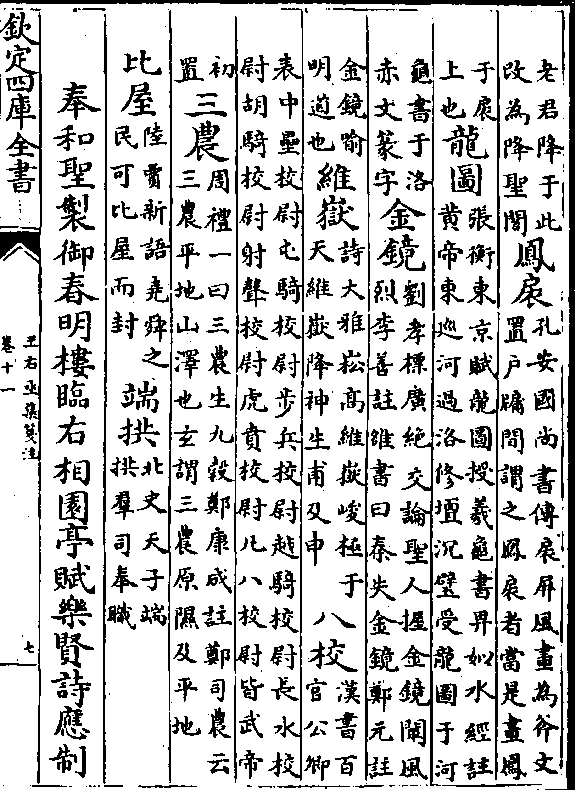 老君降于此改為降聖閣鳳扆孔安國尚書傳扆屏風畫為斧文置戶牖間謂之鳳扆者當是畫鳳
于扆上也龍圖張衡東京賦龍圖授羲龜書畀姒水經註黃帝東巡河過洛修壇沉璧受龍圖于河
龜書于洛赤文篆字金鏡劉孝標廣絶交論聖人握金鏡闡風烈李善註雒書曰秦失金鏡鄭元註
金鏡喻明道也維嶽詩大雅崧高維嶽峻極于天維嶽降神生甫及申八校漢書百官公卿
表中壘校尉屯騎校尉步兵校尉越騎校尉長水校尉胡騎校尉射聲校尉虎賁校尉凡八校尉皆武帝
初置三農周禮一曰三農生九穀鄭康成註鄭司農云三農平地山澤也玄謂三農原隰及平地
比屋陸賈新語堯舜之民可比屋而封端拱北史天子端拱羣司奉職
奉和聖製御春明樓臨右相園亭賦樂賢詩應制
欽定四庫全書
王右丞集箋注
卷十一
七